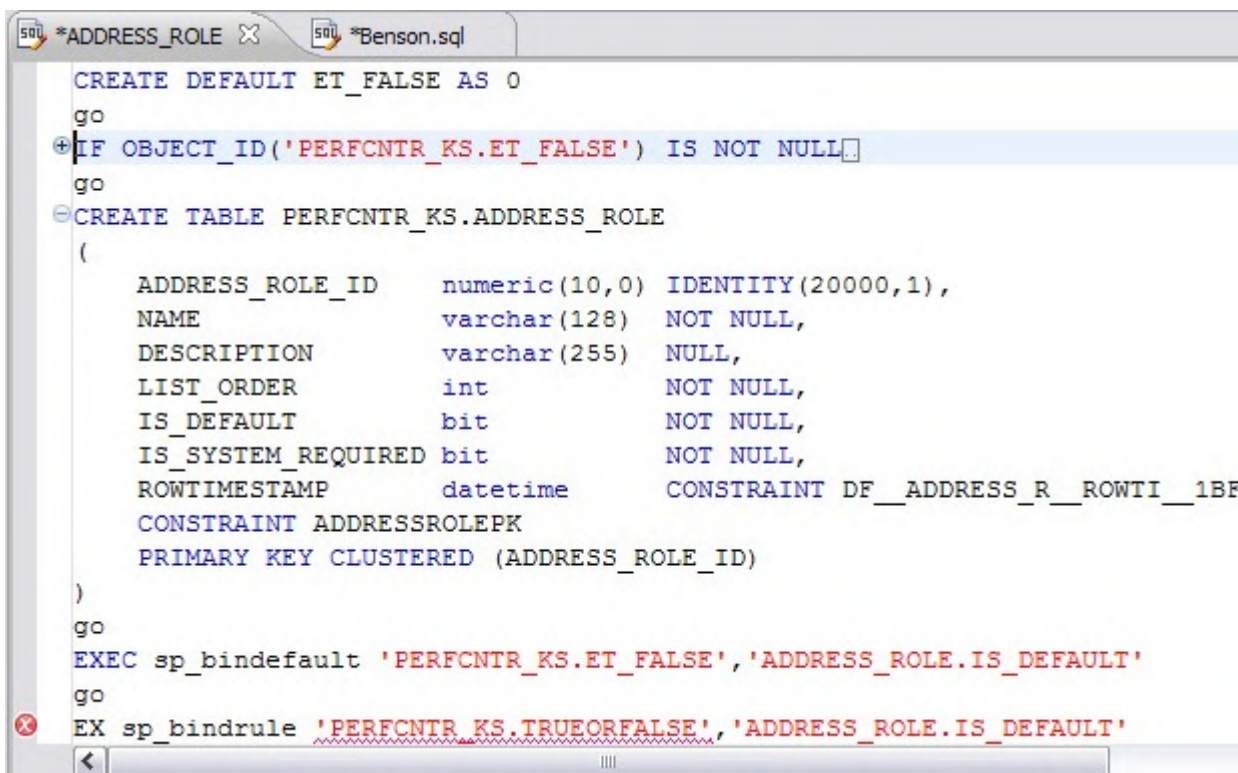 *ADDRESS_ROLE *Benson.sql
CREATE DEFAULT ET_FALSE AS 0
go
IF OBJECT_ID('PERFCNTR_KS.ET_FALSE') IS NOT NULL..
go
CREATE TABLE PERFCNTR_KS.ADDRESS_ROLE
(
ADDRESS_ROLE_ID numeric(10,0) IDENTITY(20000,1),
NAME varchar(128) NOT NULL,
DESCRIPTION varchar(255) NULL,
LIST_ORDER int NOT NULL,
IS_DEFAULT bit NOT NULL,
IS_SYSTEM_REQUIRED bit NOT NULL,
ROWTIMESTAMP datetime CONSTRAINT DF__ADDRESS_R__ROWTI__1BF
CONSTRAINT ADDRESSROLEPK
PRIMARY KEY CLUSTERED (ADDRESS_ROLE_ID)
)
go
EXEC sp_bindefault 'PERFCNTR_KS.ET_FALSE','ADDRESS_ROLE.IS_DEFAULT'
go
EX sp_bindrule 'PERFCNTR_KS.TRUEORFALSE','ADDRESS_ROLE.IS_DEFAULT'